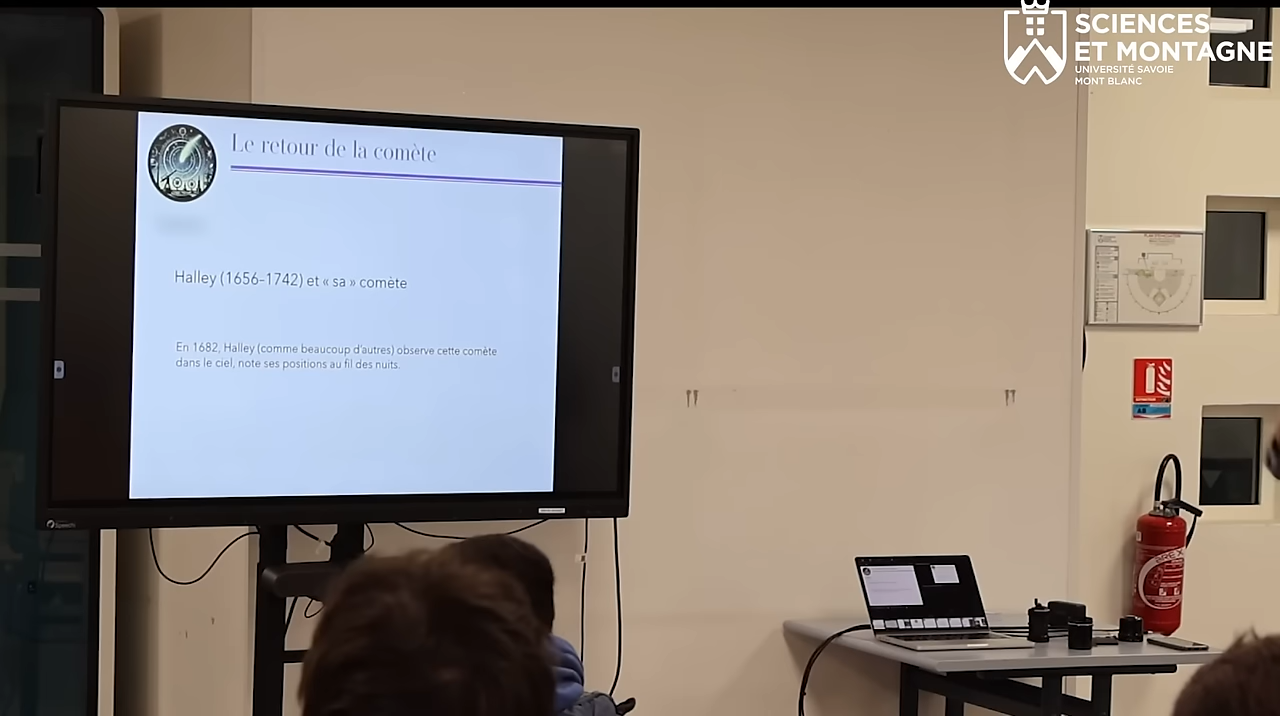 SCIENCES
ET MONTAGNE
UNIVERSITÉ SAVOIE
MONT BLANC
Le retour de la comète
Halley (1656-1742) et « sa » comète
En 1682, Halley (comme beaucoup d'autres) observe cette comète
dans le ciel, note ses positions au fil des nuits.